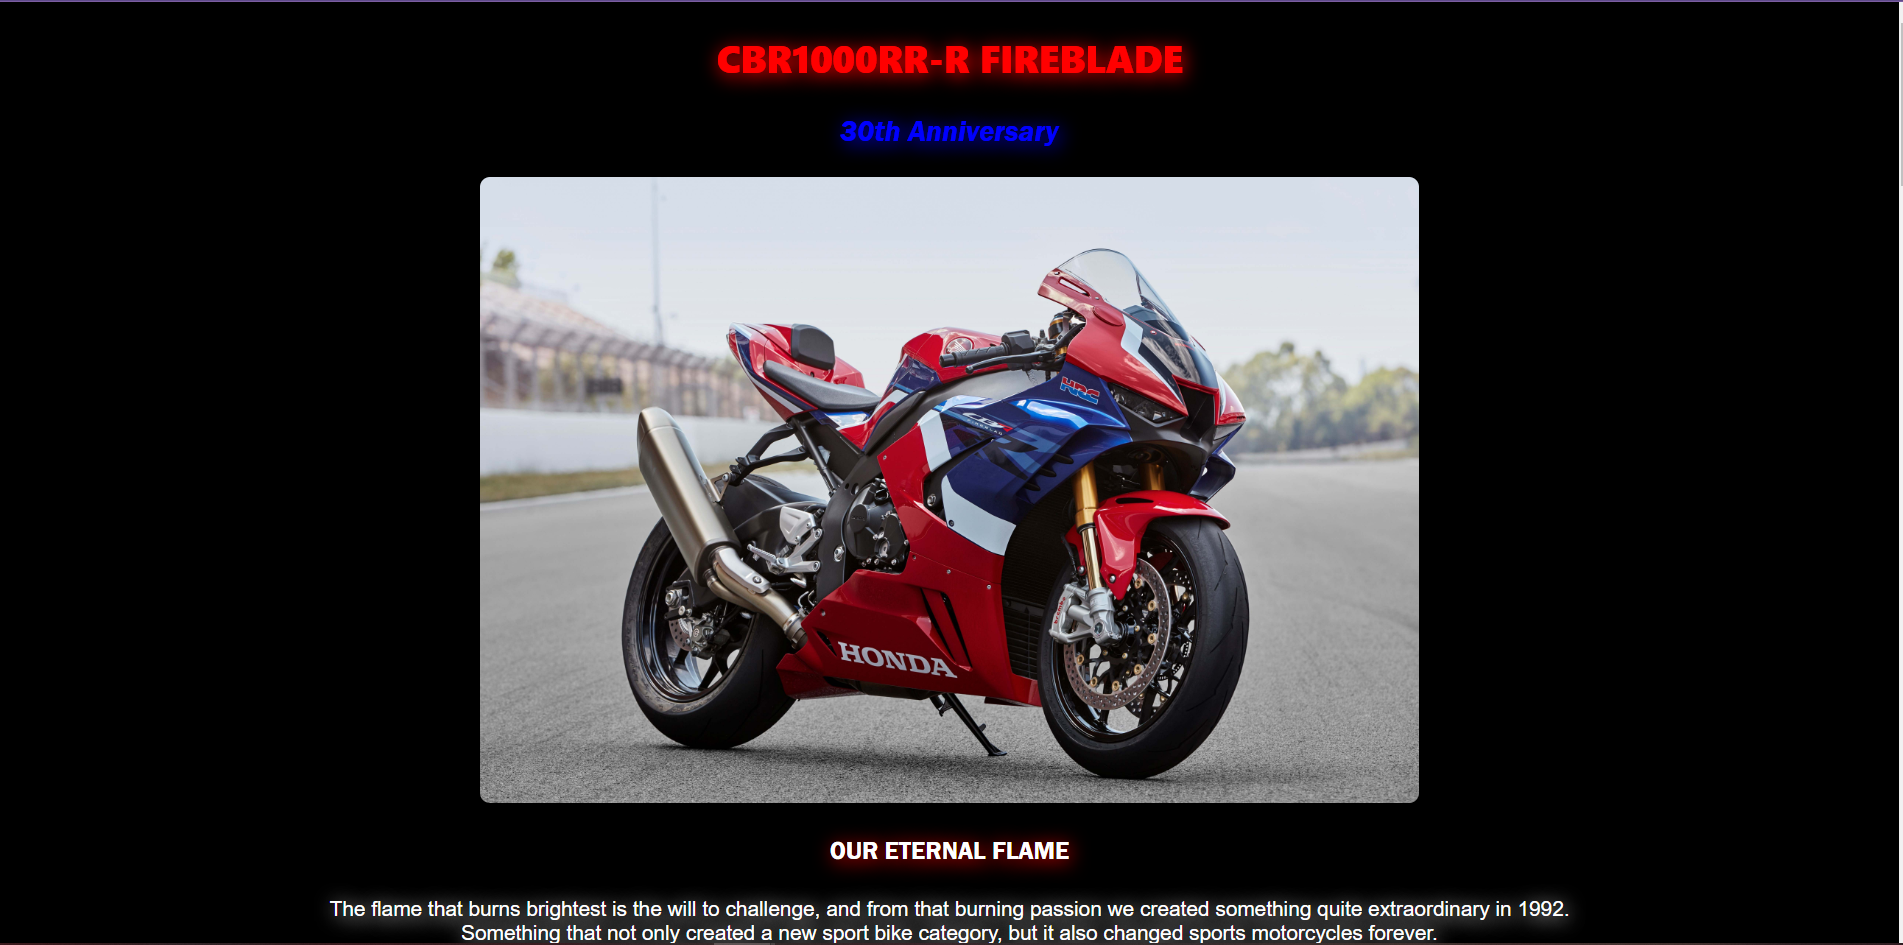 CBR1000RR-R FIREBLADE
30th Anniversary
HRC
HONDA
OUR ETERNAL FLAME
The flame that burns brightest is the will to challenge, and from that burning passion we created something quite extraordinary in 1992.
Something that not only created a new sport bike category, but it also changed sports motorcycles forever.